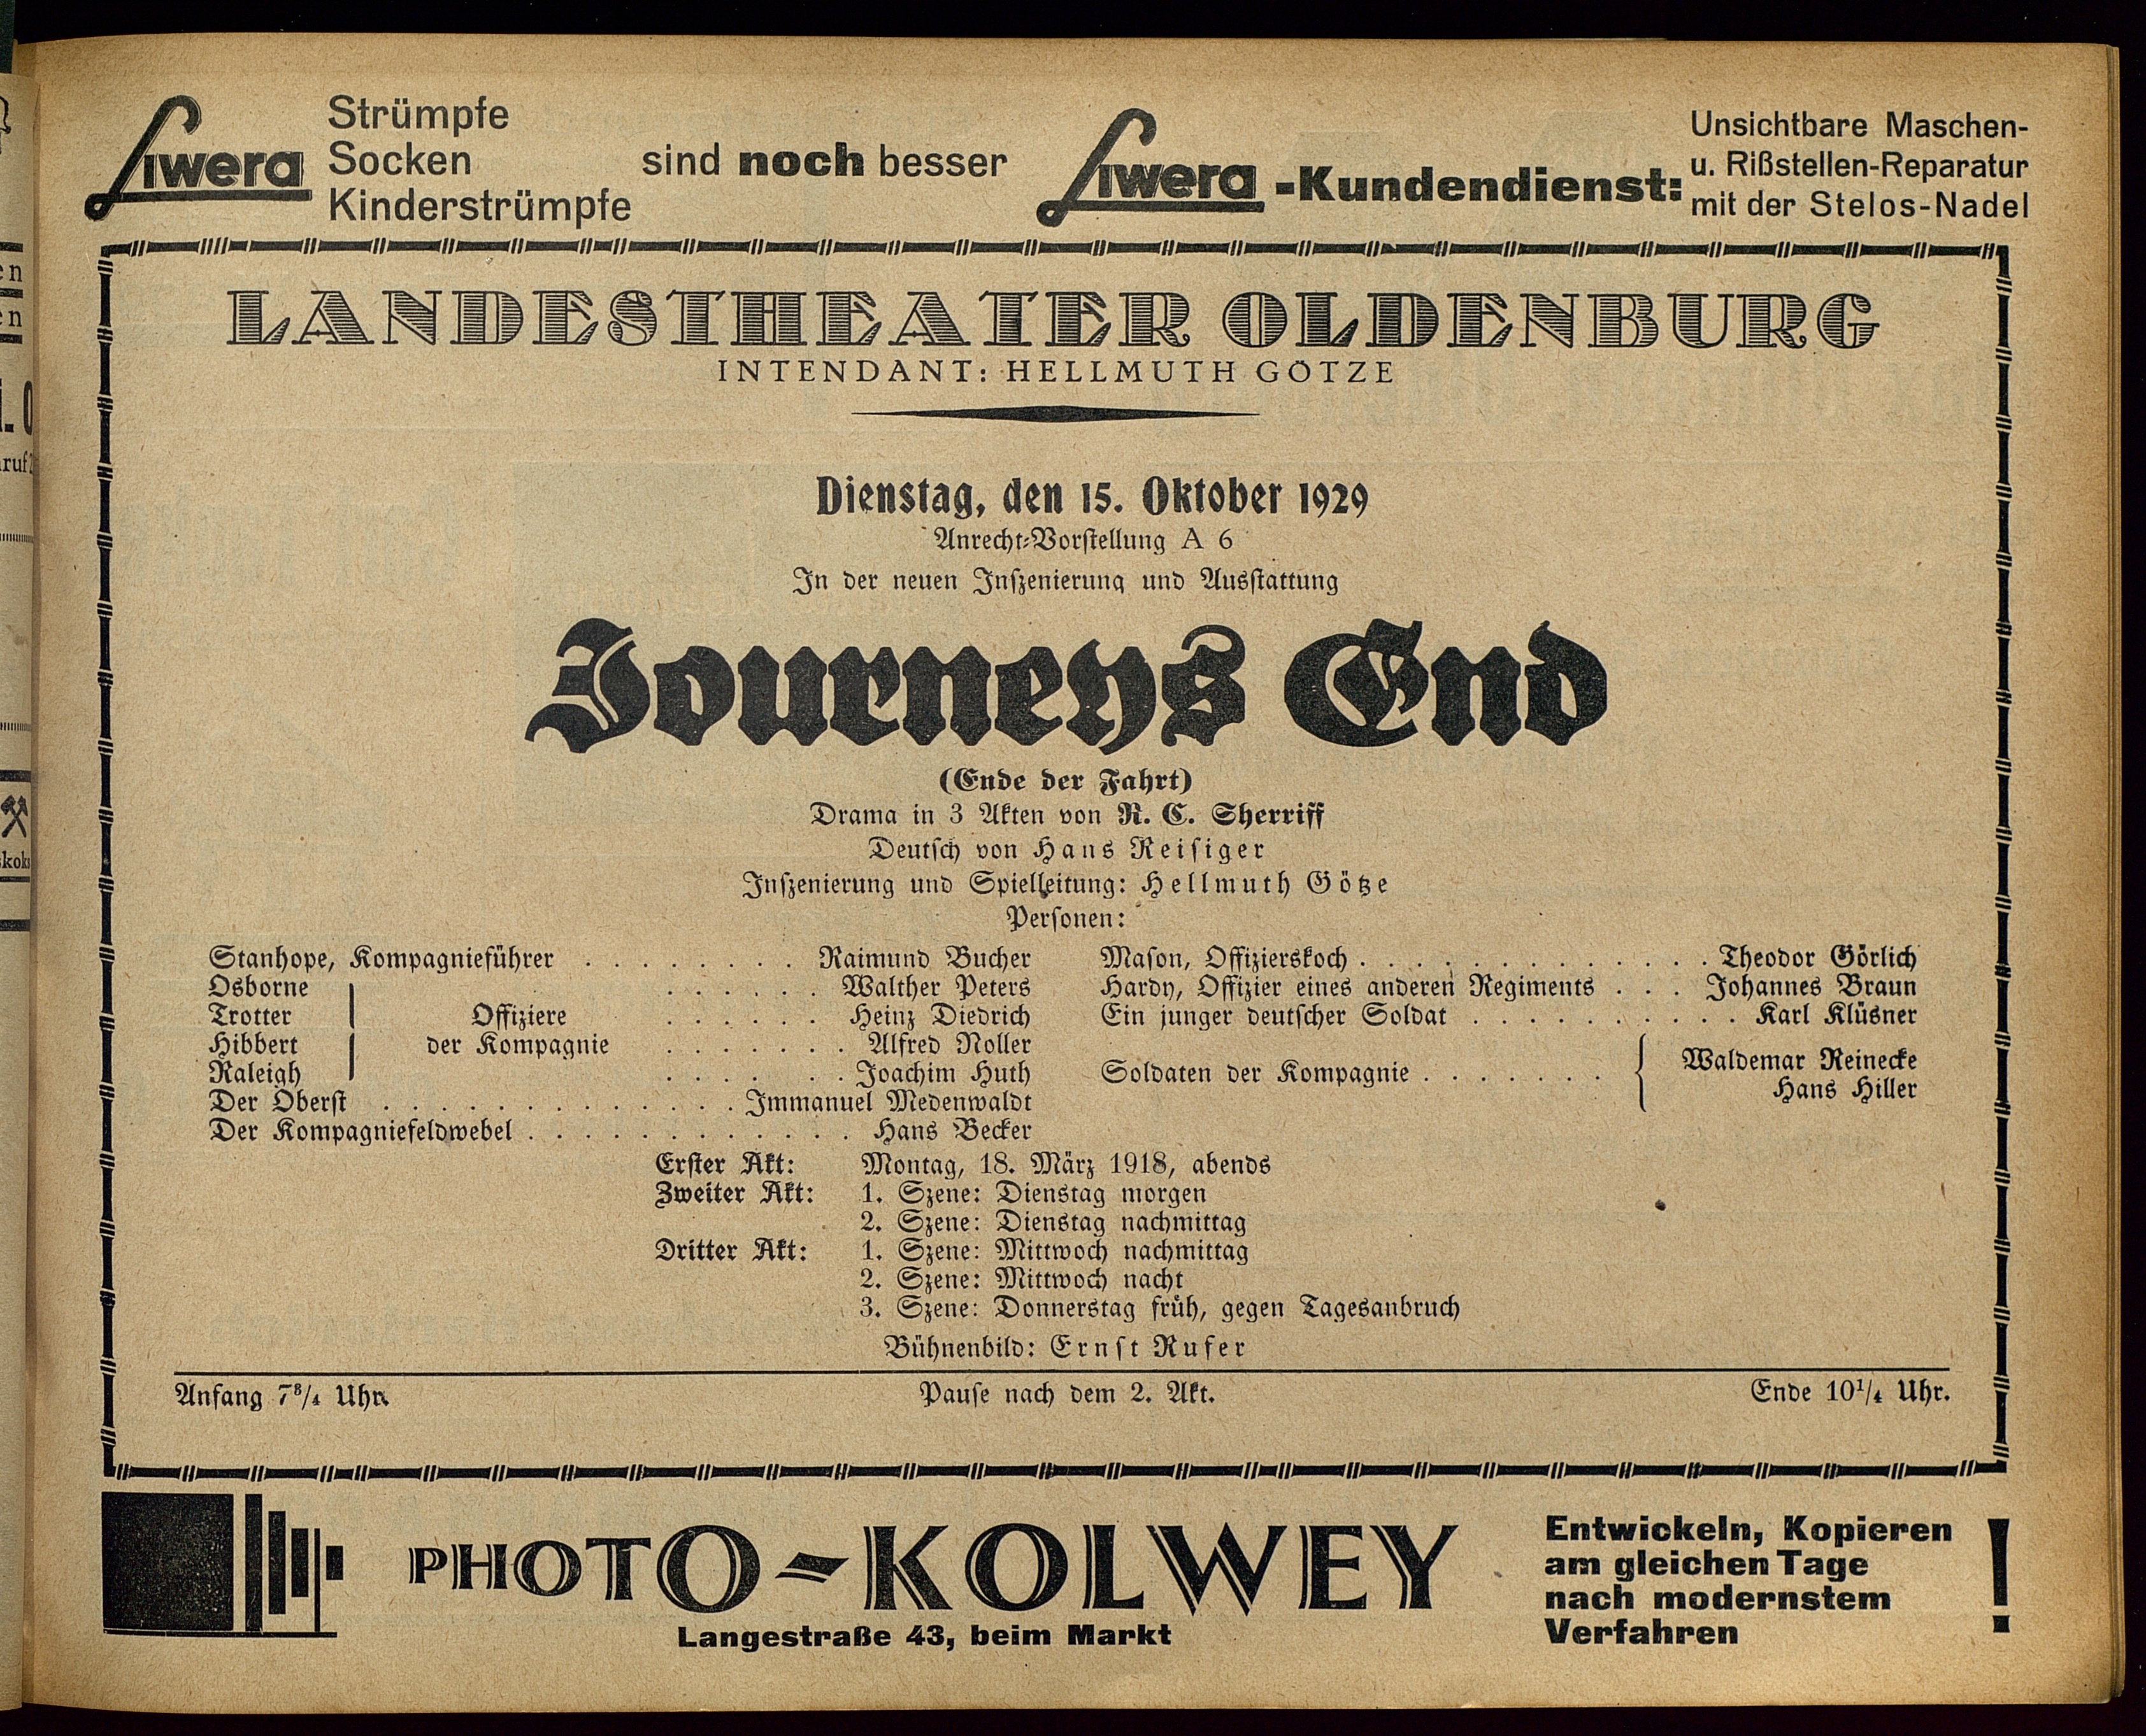 Liwera
Strümpfe
Socken
Kinderstrümpfe
sind noch besser
Liwera-Kundendienst:
Unsichtbare Maschen-
u. Rißstellen-Reparatur
mit der Stelos-Nadel
LANDESTHEATER OLDENBURG
INTENDANT: HELLMUTH GÖTZE
Dienstag, den 15. Oktober 1929
Anrecht-Vorstellung A 6
In der neuen Inszenierung und Ausstattung
Journeys End
(Ende der Fahrt)
Drama in 3 Akten von R. C. Sherriff
Deutsch von Hans Reisiger
Inszenierung und Spielleitung: Hellmuth Götze
Personen:
Stanhope, Kompagnieführer . . . . . . . . Raimund Bucher
Osborne . . . . . . Walther Peters
Trotter Offiziere . . . . . . Heinz Diedrich
Hibbert der Kompagnie . . . . . . . Alfred Noller
Raleigh . . . . . . Joachim Huth
Der Oberst . . . . . . . . . . . . . Immanuel Medenwaldt
Der Kompagniefeldwebel . . . . . . . . . . . . Hans Becker
Mason, Offizierskoch . . . . . . . . . . . . . Theodor Görlich
Hardy, Offizier eines anderen Regiments . . . Johannes Braun
Ein junger deutscher Soldat . . . . . . . . . . Karl Klüsner
Soldaten der Kompagnie . . . . . . . { Waldemar Reinecke
Hans Hiller
Erster Akt: Montag, 18. März 1918, abends
Zweiter Akt: 1. Szene: Dienstag morgen
2. Szene: Dienstag nachmittag
Dritter Akt: 1. Szene: Mittwoch nachmittag
2. Szene: Mittwoch nacht
3. Szene: Donnerstag früh, gegen Tagesanbruch
Bühnenbild: Ernst Rufer
Anfang 7³/₄ Uhr. Pause nach dem 2. Akt. Ende 10¹/₄ Uhr.
PHOTO-KOLWEY
Langestraße 43, beim Markt
Entwickeln, Kopieren
am gleichen Tage
nach modernstem
Verfahren
!